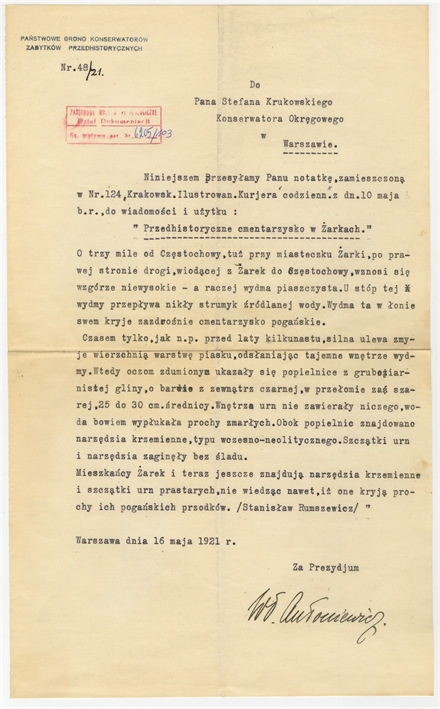 PAŃSTWOWE GRONO KONSERWATORÓW
ZABYTKÓW PRZEDHISTORYCZNYCH
Nr.48/21.
Do
Pana Stefana Krukowskiego
Konserwatora Okręgowego
w
Warszawie.
Dział Dokumentacji
Niniejszem Przesyłamy Panu notatkę,zamieszczoną
w Nr.124,Krakowsk.Ilustrowan.Kurjera codzienn"z dn.10 maja
b.r.,do wiadomości i użytku :
" Przedhistoryczne cmentarzysko w Żarkach."
O trzy mile od Częstochowy,tuż przy miasteczku Żarki,po pra-
wej stronie drogi,wiodącej z Żarek do Częstochowy,wznosi się
wzgórze niewysokie - a raczej wydma piaszczysta.U stóp tej
wydmy przepływa nikły strumyk źródlanej wody.Wydma ta w łonie
swem kryje zazdrośnie cmentarzysko pogańskie.
Czasem tylko,jak n.p. przed laty kilkunastu,silna ulewa zmy-
je wierzchnią warstwę piasku,odsłaniając tajemne wnętrze wyd-
my.Wtedy oczom zdumionym ukazały się popielnice z gruboziar-
nistej gliny,o barwie z zewnątrz czarnej,w przełomie zaś sza-
rej,25 do 30 cm.średnicy.Wnętrza urn nie zawierały niczego,wo-
da bowiem wypłukała prochy zmarłych.Obok popielnic znajdowano
narzędzia krzemienne,typu wczesno-neolitycznego.Szczątki urn
i narzędzia zaginęły bez śladu.
Mieszkańcy Żarek i teraz jeszcze znajdują narzędzia krzemienne
i szczątki urn prastarych,nie wiedząc nawet,iż one kryją pro-
chy ich pogańskich przodków. /Stanisław Rumszewicz/ "
Warszawa dnia 16 maja 1921 r.
Za Prezydjum
Wł. Antoniewicz.